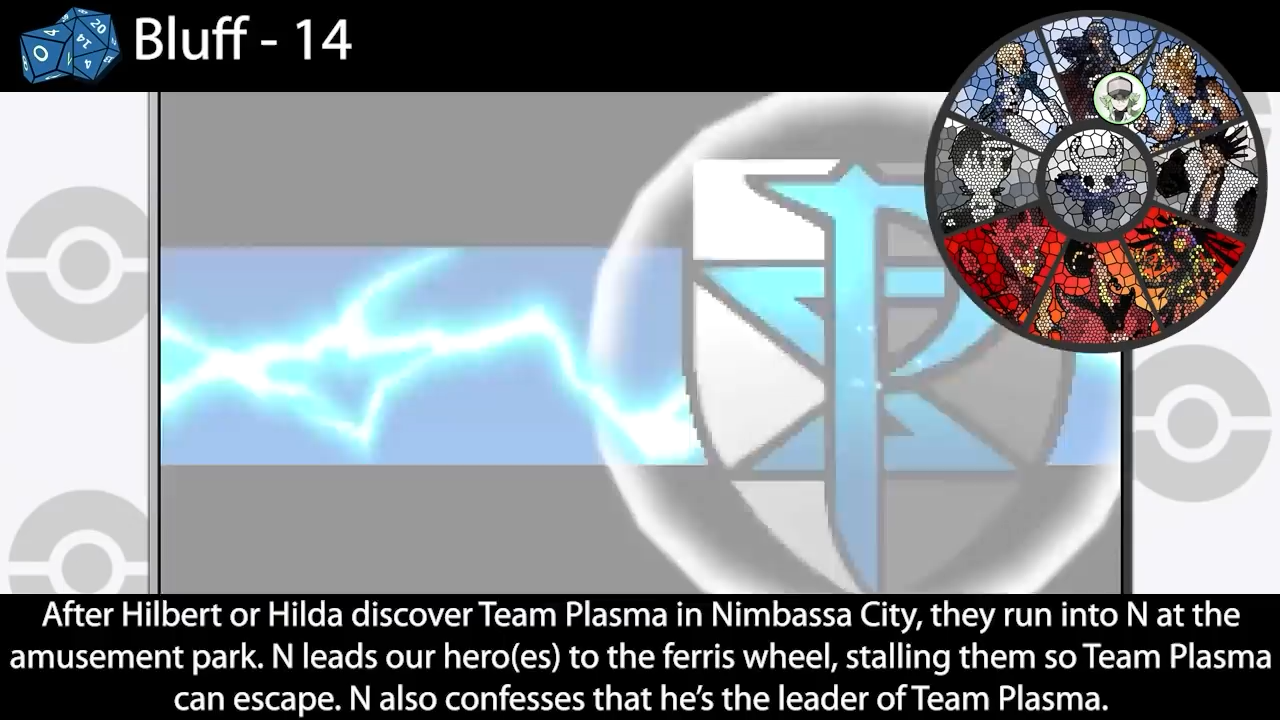 Bluff - 14
After Hilbert or Hilda discover Team Plasma in Nimbassa City, they run into N at the
amusement park. N leads our hero(es) to the ferris wheel, stalling them so Team Plasma
can escape. N also confesses that he’s the leader of Team Plasma.